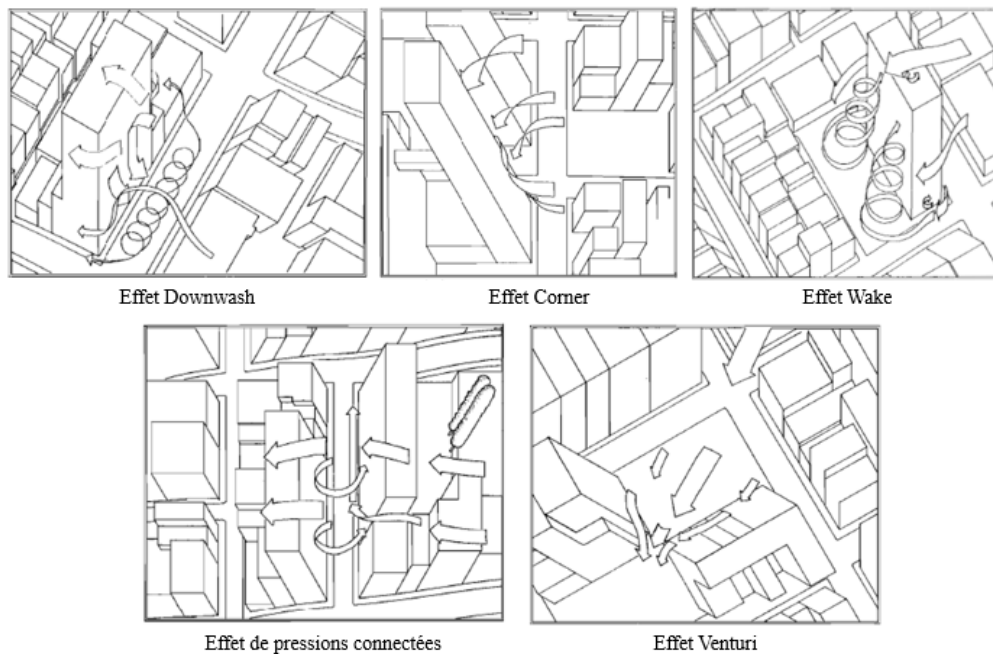 Effet Downwash
Effet Corner
Effet Wake
Effet de pressions connectées
Effet Venturi